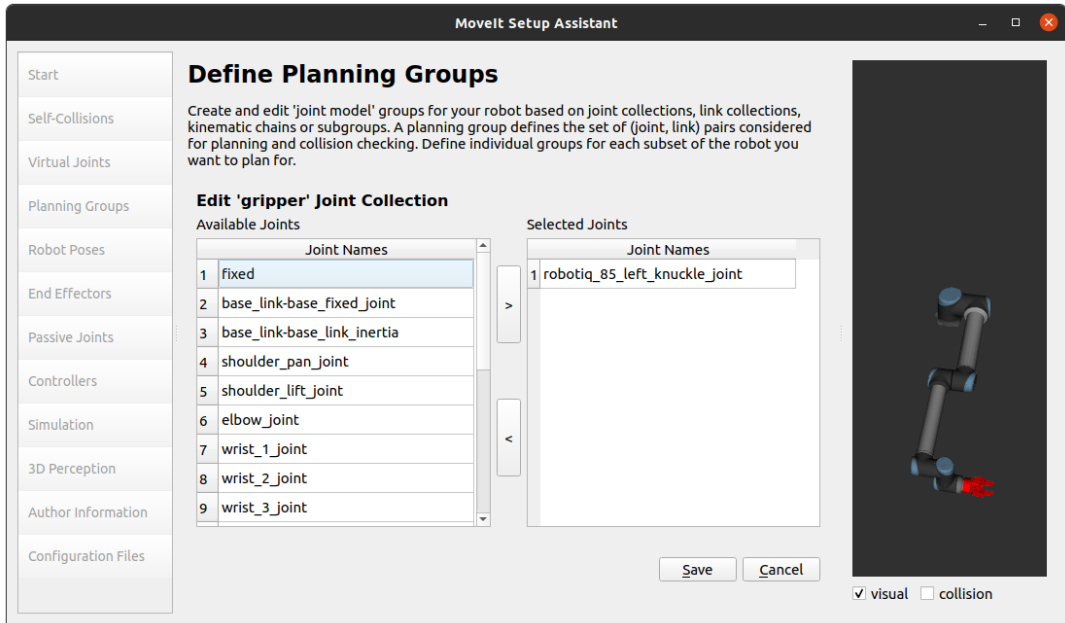 MoveIt Setup Assistant
Start
Self-Collisions
Virtual Joints
Planning Groups
Robot Poses
End Effectors
Passive Joints
Controllers
Simulation
3D Perception
Author Information
Configuration Files
Define Planning Groups
Create and edit 'joint model' groups for your robot based on joint collections, link collections,
kinematic chains or subgroups. A planning group defines the set of (joint, link) pairs considered
for planning and collision checking. Define individual groups for each subset of the robot you
want to plan for.
Edit 'gripper' Joint Collection
Available Joints
Joint Names
1 fixed
2 base_link-base_fixed_joint
3 base_link-base_link_inertia
4 shoulder_pan_joint
5 shoulder_lift_joint
6 elbow_joint
7 wrist_1_joint
8 wrist_2_joint
9 wrist_3_joint
>
<
Selected Joints
Joint Names
1 robotiq_85_left_knuckle_joint
Save
Cancel
visual
collision